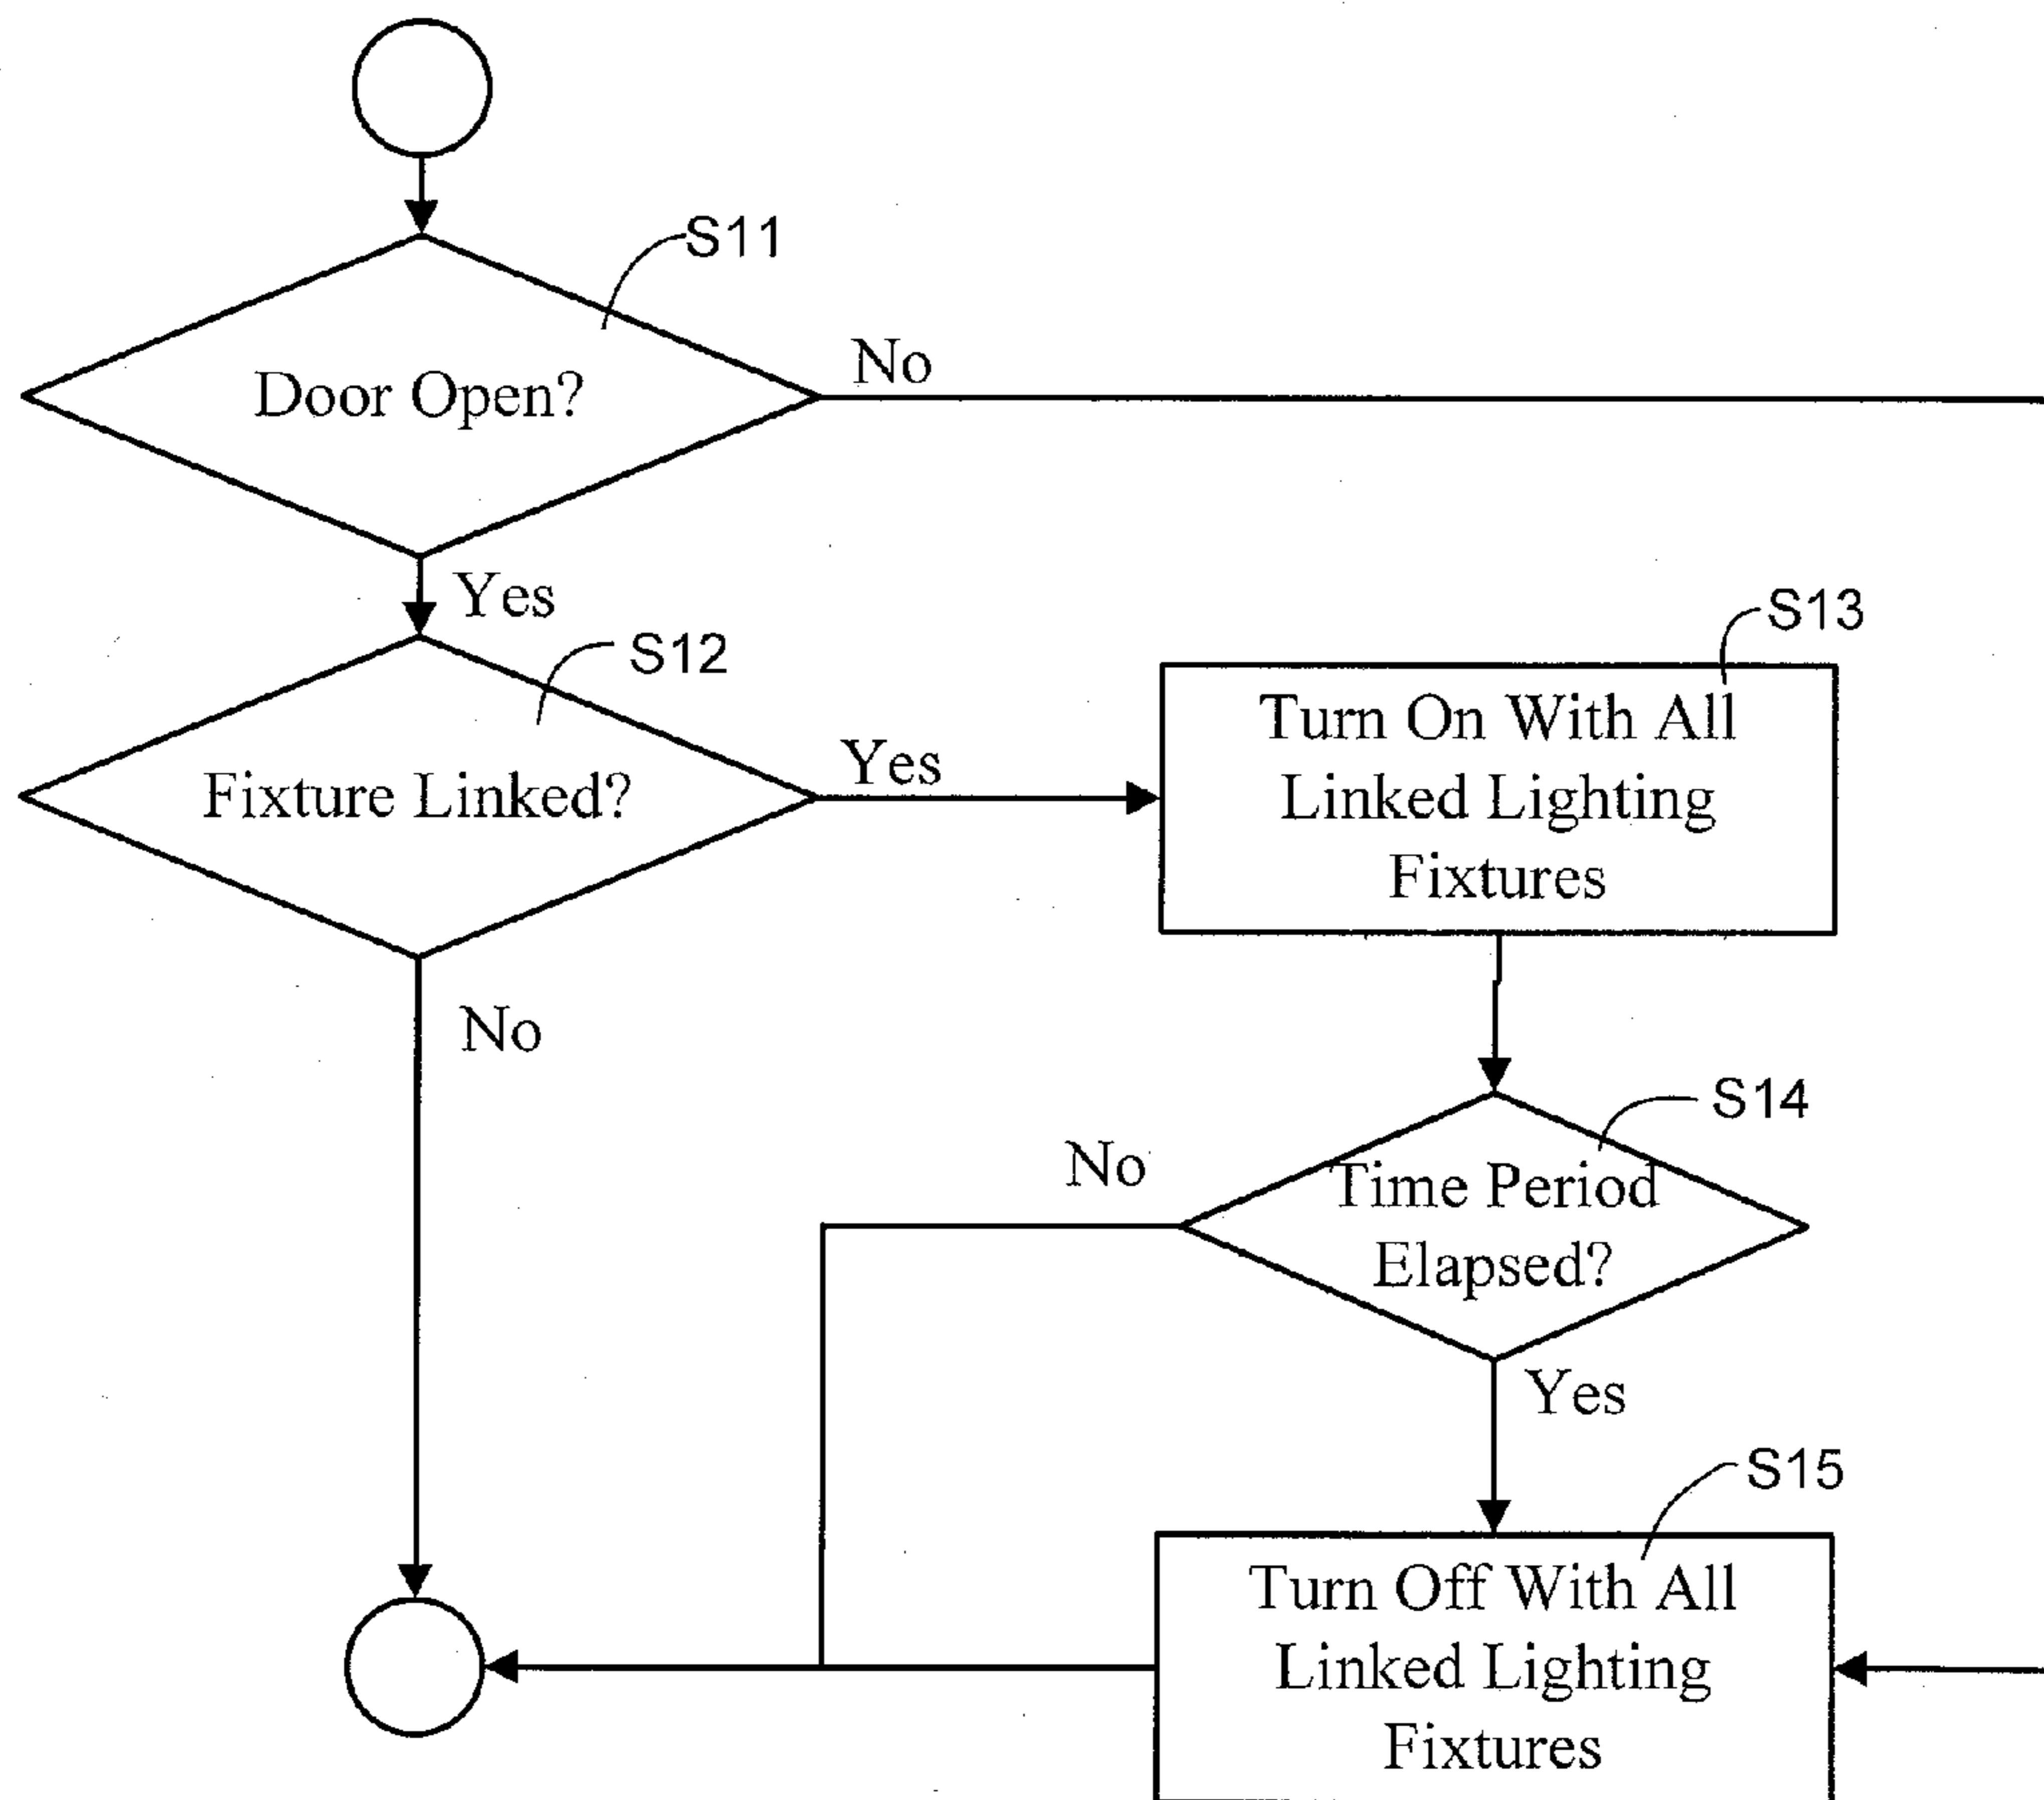 S11
Door Open?
No
Yes
S12
Fixture Linked?
Yes
S13
Turn On With All
Linked Lighting
Fixtures
No
S14
No
Time Period
Elapsed?
Yes
S15
Turn Off With All
Linked Lighting
Fixtures